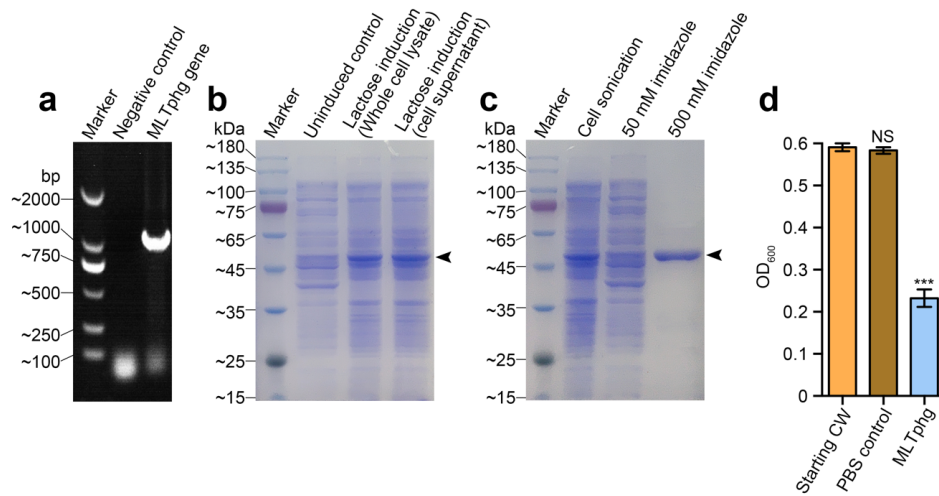 a
Marker
Negative control
MLTphg gene
bp
~2000
~1000
~750
~500
~250
~100
b
kDa
Marker
Uninduced control
Lactose induction
(Whole cell lysate)
Lactose induction
(cell supernatant)
~180
~135
~100
~75
~65
~45
~35
~25
~15
c
kDa
Marker
Cell sonication
50 mM imidazole
500 mM imidazole
~180
~135
~100
~75
~65
~45
~35
~25
~15
d
OD600
0.6
0.5
0.3
0.2
0.1
0
NS
***
Starting CW
PBS control
MLTphg